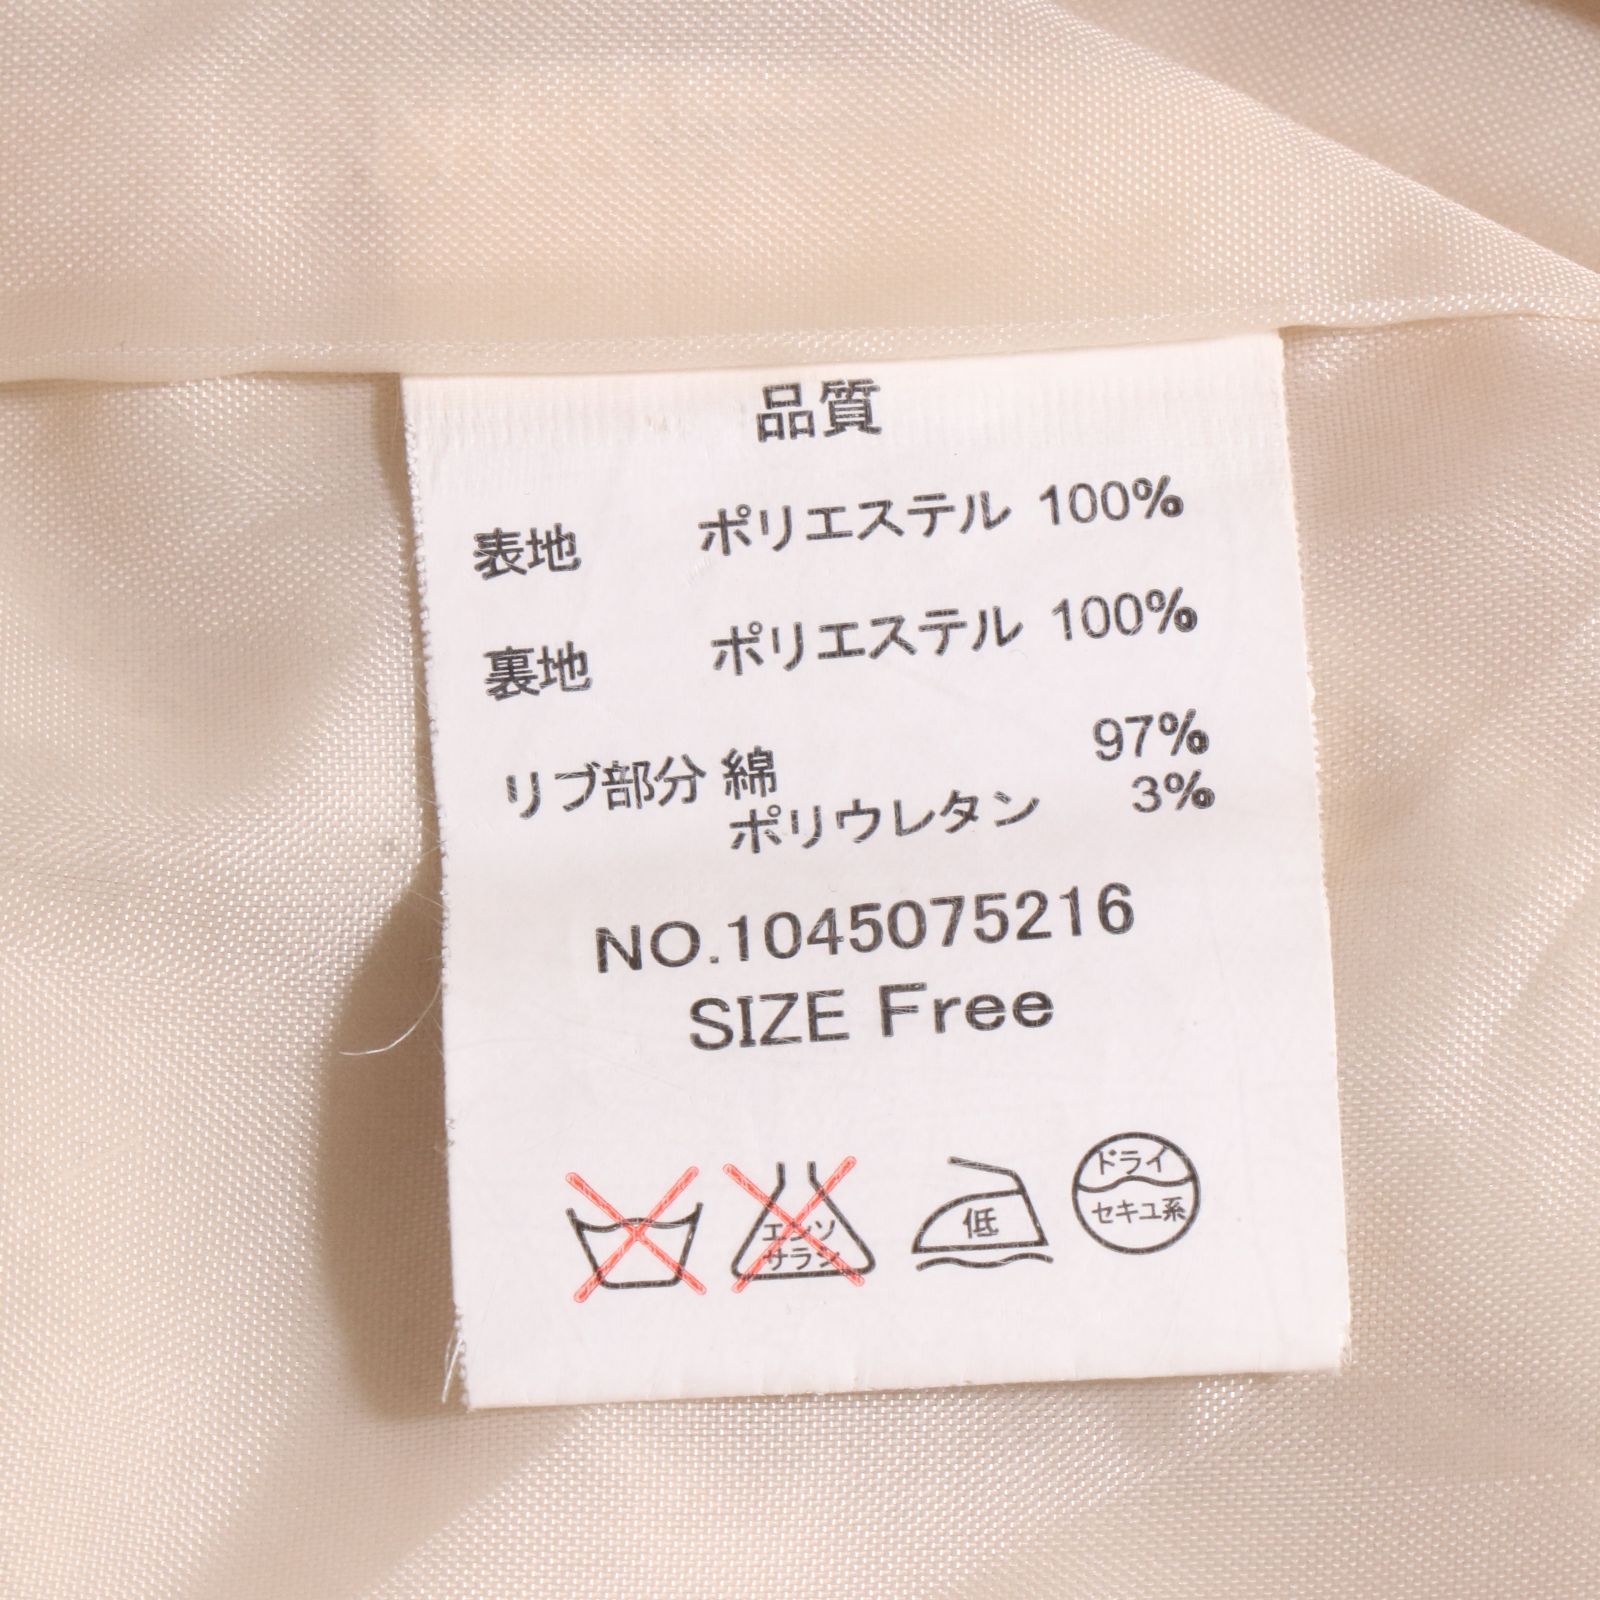 品質
表地 ポリエステル 100%
裏地 ポリエステル 100%
リブ部分 綿 97%
ポリウレタン 3%
NO.1045075216
SIZE Free
エンソ
サラシ
低
ドライ
セキユ系